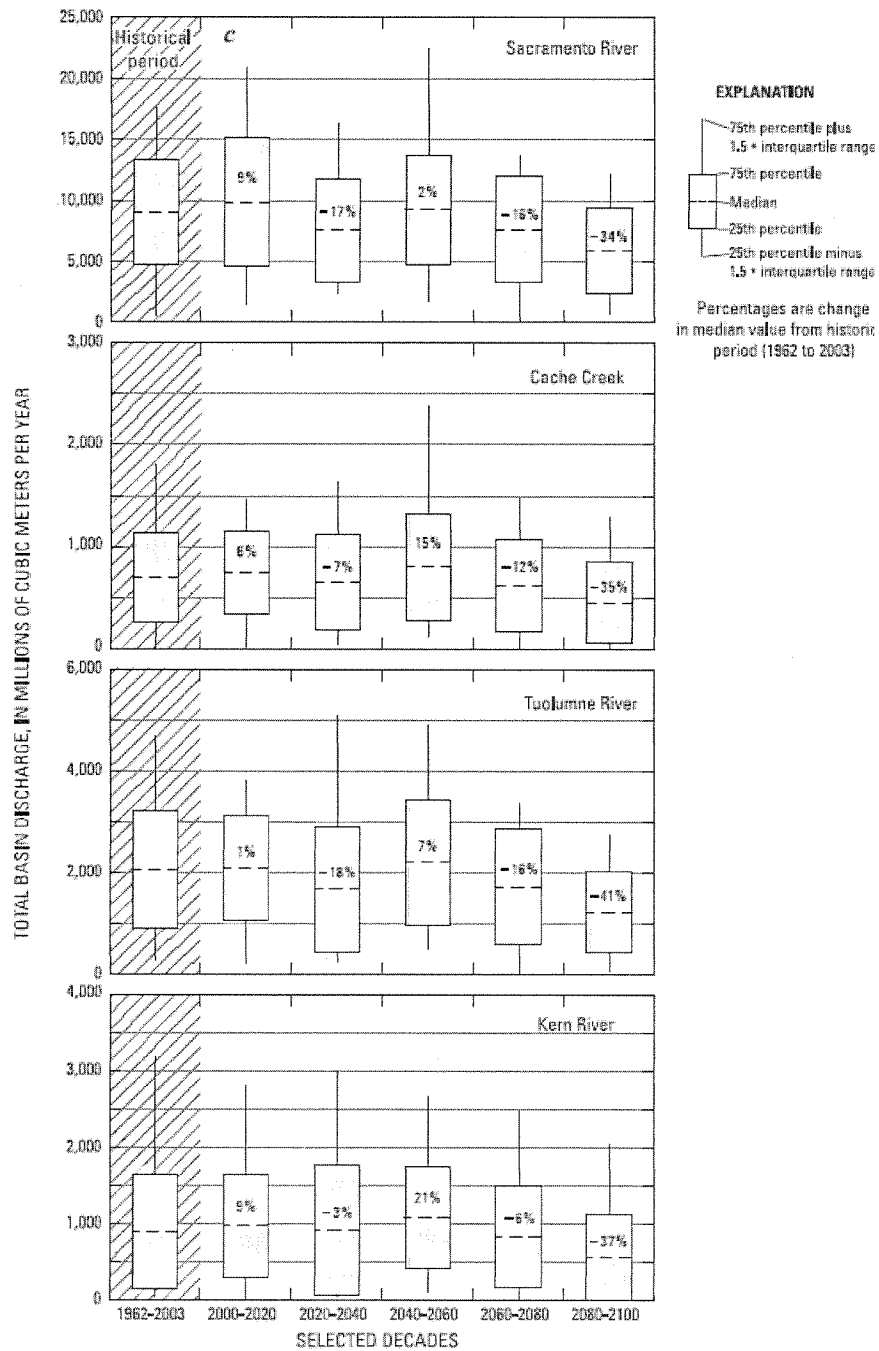 TOTAL BASIN DISCHARGE, IN MILLIONS OF CUBIC METERS PER YEAR
25,000
20,000
15,000
10,000
5,000
0
Historical
period
c
Sacramento River
9%
-17%
2%
-16%
-34%
3,000
2,000
1,000
0
Cache Creek
6%
-7%
15%
-12%
-35%
6,000
4,000
2,000
0
Tuolumne River
1%
-18%
7%
-16%
-41%
4,000
3,000
2,000
1,000
0
Kern River
9%
-3%
21%
-6%
-37%
1962–2003
2000–2020
2020–2040
2040–2060
2060–2080
2080–2100
SELECTED DECADES
EXPLANATION
75th percentile plus
1.5 * interquartile range
75th percentile
Median
25th percentile
25th percentile minus
1.5 * interquartile range
Percentages are change
in median value from historic
period (1962 to 2003)